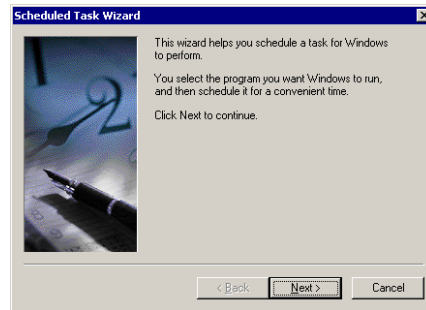 Scheduled Task Wizard
This wizard helps you schedule a task for Windows
to perform.
You select the program you want Windows to run,
and then schedule it for a convenient time.
Click Next to continue.
< Back Next > Cancel